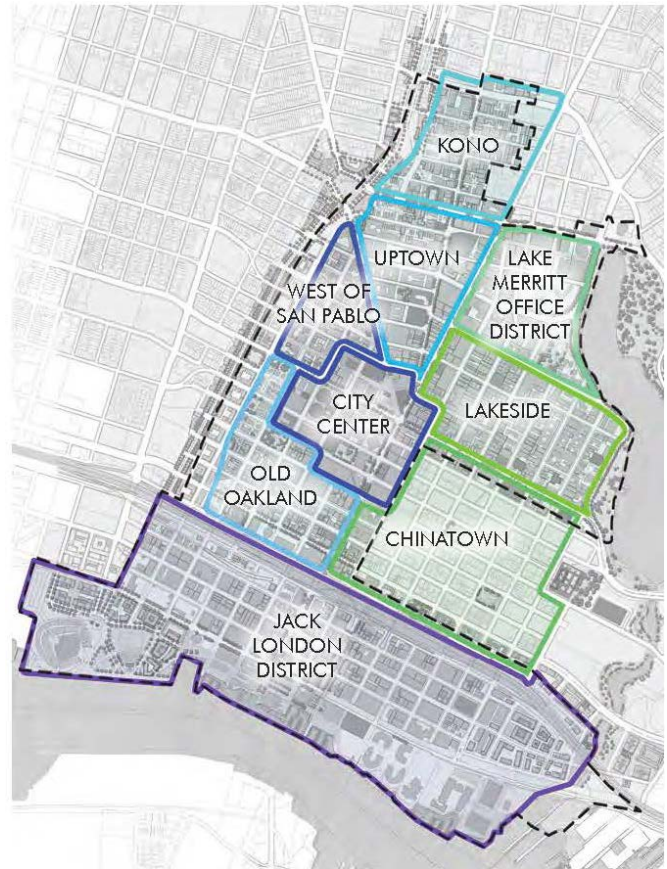 KONO
UPTOWN
LAKE
MERRITT
OFFICE
DISTRICT
WEST OF
SAN PABLO
CITY
CENTER
LAKESIDE
OLD
OAKLAND
CHINATOWN
JACK
LONDON
DISTRICT